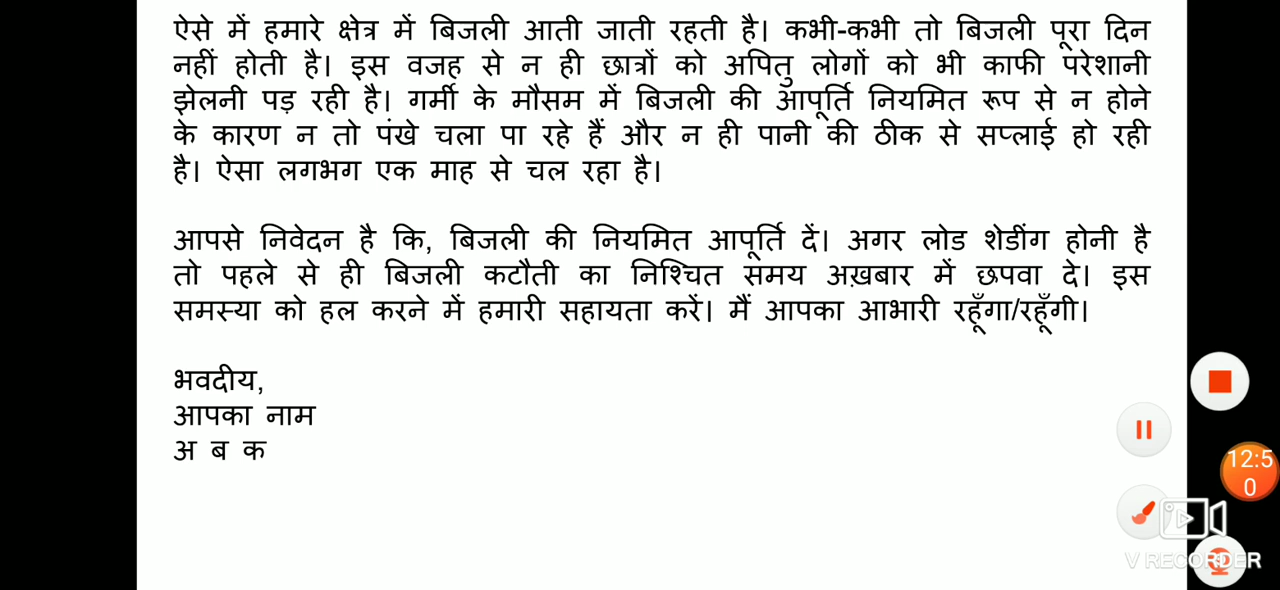 ऐसे में हमारे क्षेत्र में बिजली आती जाती रहती है। कभी-कभी तो बिजली पूरा दिन
नहीं होती है। इस वजह से न ही छात्रों को अपितु लोगों को भी काफी परेशानी
झेलनी पड़ रही है। गर्मी के मौसम में बिजली की आपूर्ति नियमित रूप से न होने
के कारण न तो पंखे चला पा रहे हैं और न ही पानी की ठीक से सप्लाई हो रही
है। ऐसा लगभग एक माह से चल रहा है।
आपसे निवेदन है कि, बिजली की नियमित आपूर्ति दें। अगर लोड शेडींग होनी है
तो पहले से ही बिजली कटौती का निश्चित समय अख़बार में छपवा दे। इस
समस्या को हल करने में हमारी सहायता करें। मैं आपका आभारी रहूँगा/रहूँगी।
भवदीय,
आपका नाम
अ ब क
12:5
0
V RECORDER